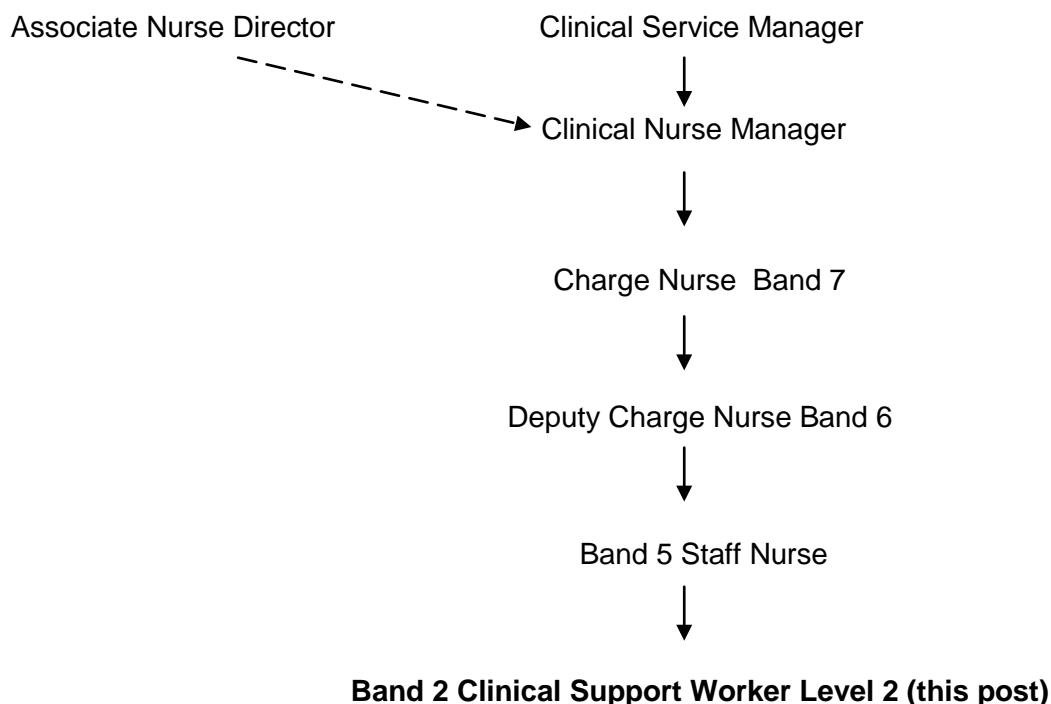 Associate Nurse Director
Clinical Service Manager
Clinical Nurse Manager
Charge Nurse  Band 7
Deputy Charge Nurse Band 6
Band 5 Staff Nurse
Band 2 Clinical Support Worker Level 2 (this post)